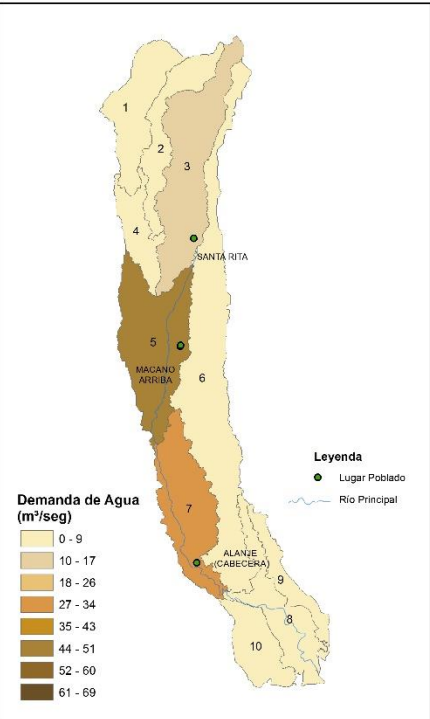 1
2
3
4
SANTA RITA
5
MACANO
ARRIBA
6
Leyenda
Lugar Poblado
Río Principal
Demanda de Agua
(m³/seg)
0 - 9
10 - 17
18 - 26
27 - 34
35 - 43
44 - 51
52 - 60
61 - 69
7
ALANJE
(CABECERA)
9
8
10